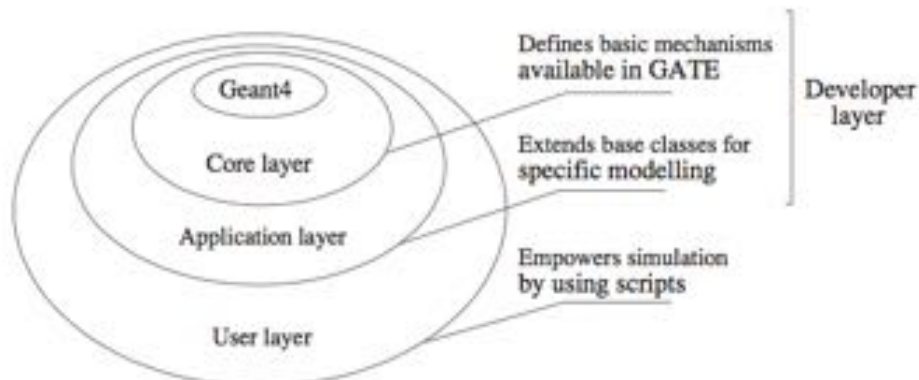 Geant4
Core layer
Application layer
User layer
Defines basic mechanisms
available in GATE
Extends base classes for
specific modelling
Empowers simulation
by using scripts
Developer
layer